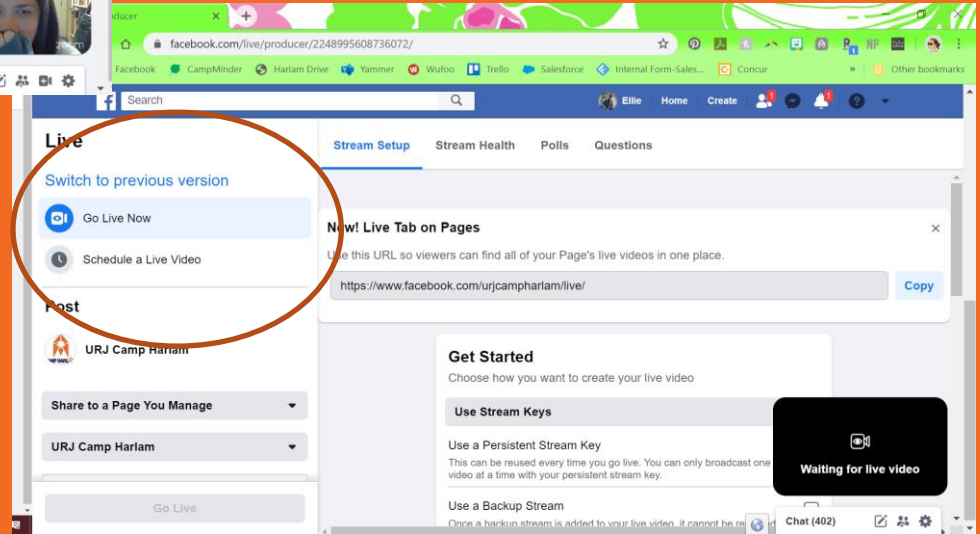 zoom
ducer
facebook.com/live/producer/2248995608736072/
Facebook CampMinder Harlam Drive Yammer Wufoo Trello Salesforce Internal Form-Sales... Concur » Other bookmarks
NP
Search
Ellie Home Create
Live
Switch to previous version
Go Live Now
Schedule a Live Video
Post
URJ Camp Harlam
Share to a Page You Manage
URJ Camp Harlam
Go Live
Stream Setup Stream Health Polls Questions
New! Live Tab on Pages
Use this URL so viewers can find all of your Page's live videos in one place.
https://www.facebook.com/urjcampharlam/live/
Copy
Get Started
Choose how you want to create your live video
Use Stream Keys
Use a Persistent Stream Key
This can be reused every time you go live. You can only broadcast one
video at a time with your persistent stream key.
Use a Backup Stream
Once a backup stream is added to your live video, it cannot be
Waiting for live video
Chat (402)